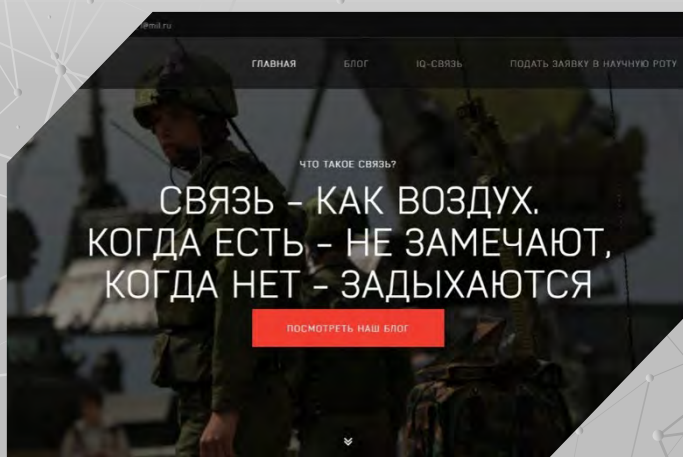 @mil.ru
ГЛАВНАЯ БЛОГ IQ-СВЯЗЬ ПОДАТЬ ЗАЯВКУ В НАУЧНУЮ РОТУ
ЧТО ТАКОЕ СВЯЗЬ?
СВЯЗЬ – КАК ВОЗДУХ.
КОГДА ЕСТЬ – НЕ ЗАМЕЧАЮТ,
КОГДА НЕТ – ЗАДЫХАЮТСЯ
ПОСМОТРЕТЬ НАШ БЛОГ